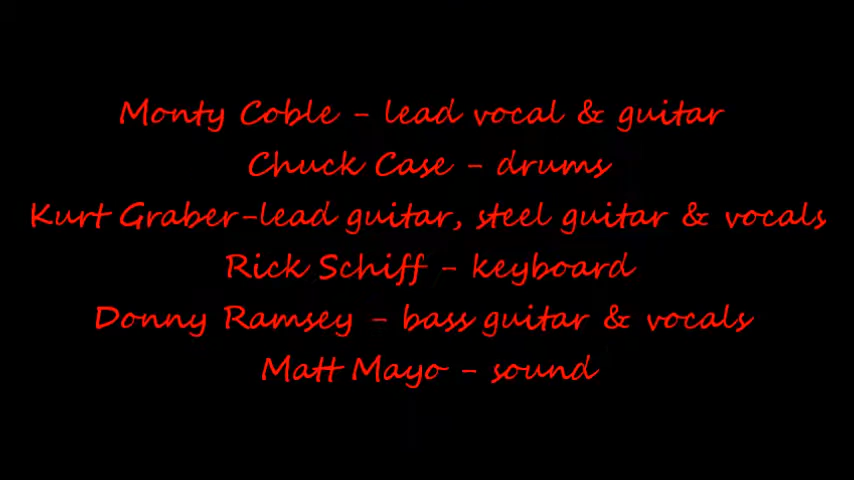 Monty Coble - lead vocal & guitar
Chuck Case - drums
Kurt Graber-lead guitar, steel guitar & vocals
Rick Schiff - keyboard
Donny Ramsey - bass guitar & vocals
Matt Mayo - sound